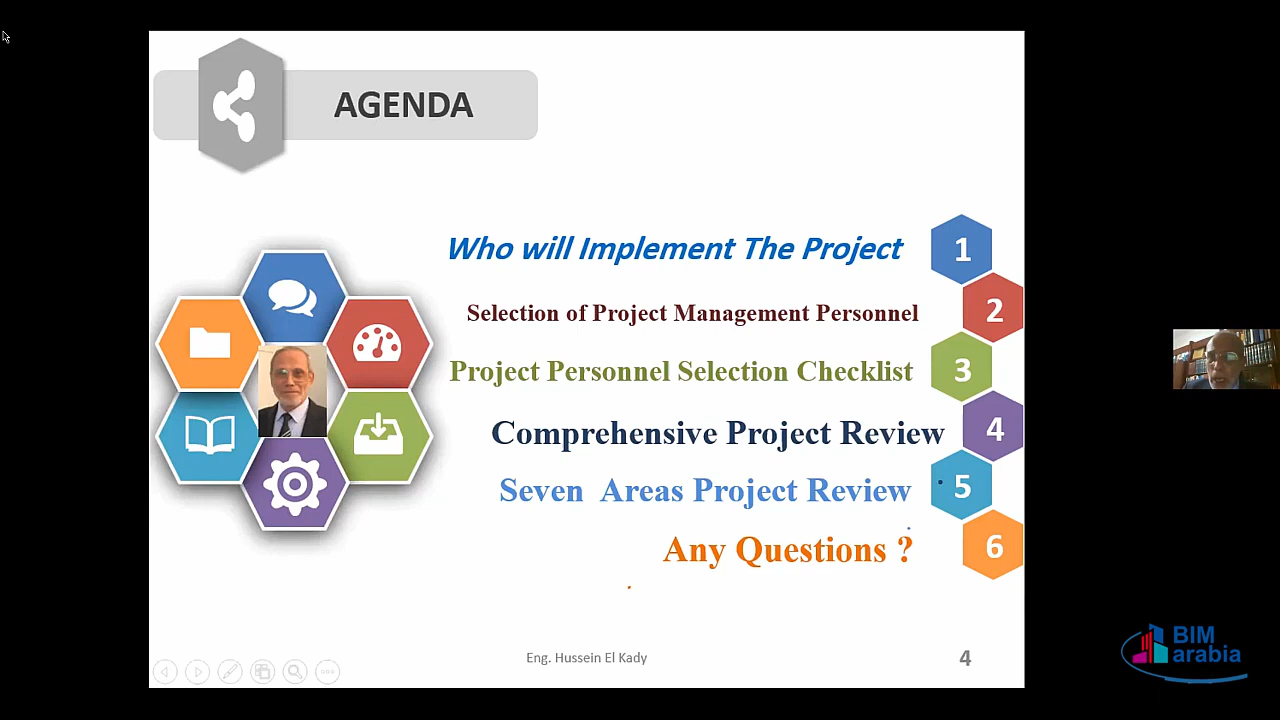 AGENDA
Who will Implement The Project
1
Selection of Project Management Personnel
2
Project Personnel Selection Checklist
3
Comprehensive Project Review
4
Seven Areas Project Review
5
Any Questions ?
6
Eng. Hussein El Kady
4
BIM
arabia